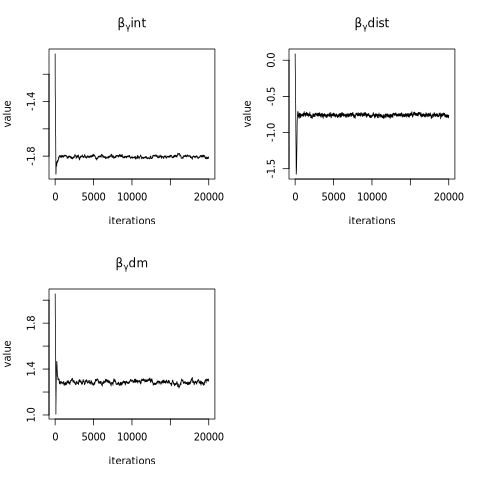 βγint
value
-1.8
-1.4
0
5000
10000
20000
iterations
βγdist
value
-1.5
-1.0
-0.5
0.0
0
5000
10000
20000
iterations
βγdm
value
1.0
1.4
1.8
0
5000
10000
20000
iterations